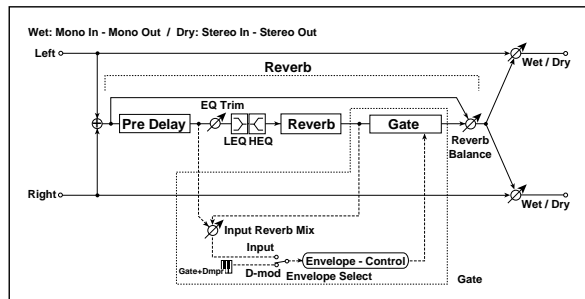 Wet: Mono In - Mono Out / Dry: Stereo In - Stereo Out
Left
Wet / Dry
Reverb
EQ Trim
Pre Delay
LEQ HEQ
Reverb
Gate
Reverb
Balance
Right
Wet / Dry
Input Reverb Mix
Input
Envelope - Control
D-mod
Gate+Dmpr
Envelope Select
Gate